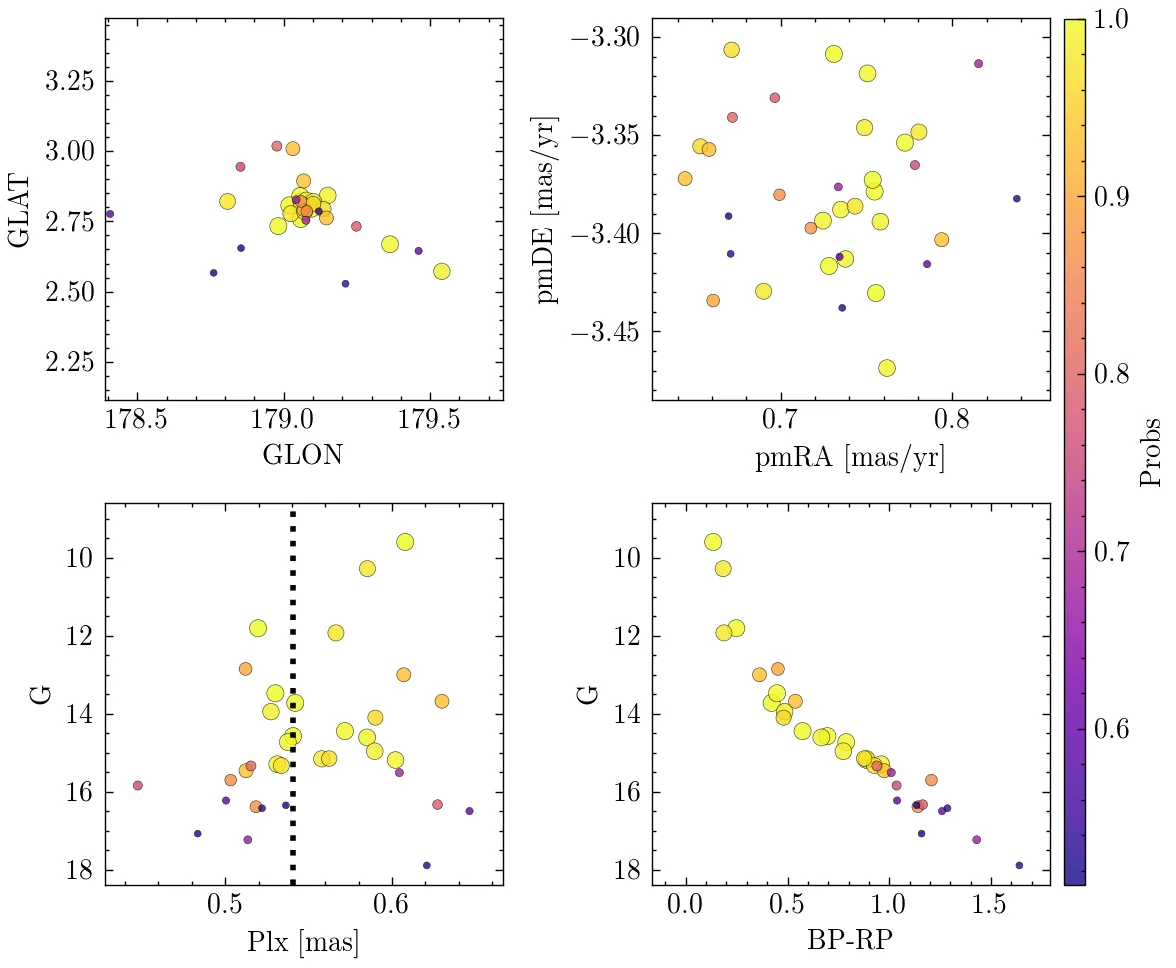 3.25
3.00
2.75
2.50
2.25
GLAT
178.5 179.0 179.5
GLON
−3.30
−3.35
−3.40
−3.45
pmDE [mas/yr]
0.7 0.8
pmRA [mas/yr]
10
12
14
16
18
G
0.5 0.6
Plx [mas]
10
12
14
16
18
G
0.0 0.5 1.0 1.5
BP-RP
1.0
0.9
0.8
0.7
0.6
Probs